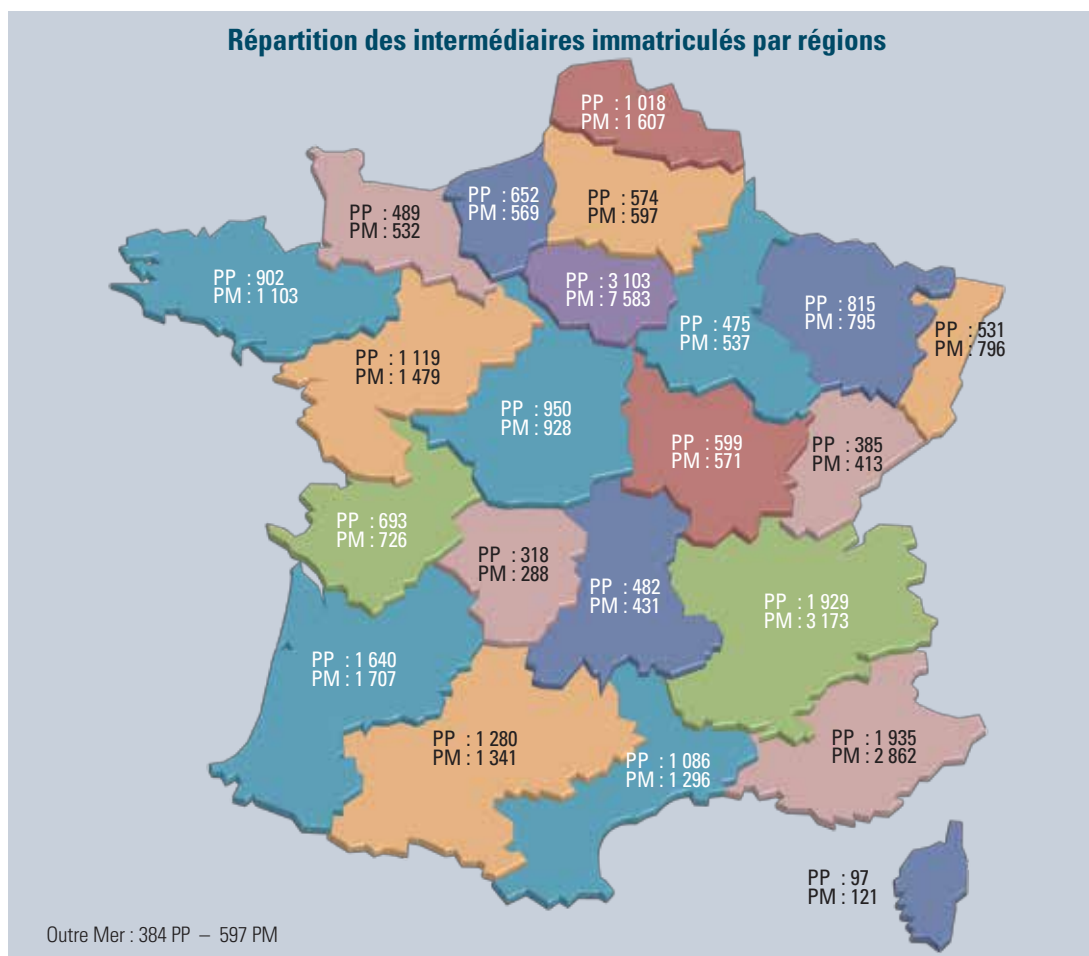 Répartition des intermédiaires immatriculés par régions
PP : 1 018
PM : 1 607
PP : 652
PM : 569
PP : 574
PM : 597
PP : 489
PM : 532
PP : 902
PM : 1 103
PP : 3 103
PM : 7 583
PP : 475
PM : 537
PP : 815
PM : 795
PP : 531
PM : 796
PP : 1 119
PM : 1 479
PP : 950
PM : 928
PP : 599
PM : 571
PP : 385
PM : 413
PP : 693
PM : 726
PP : 318
PM : 288
PP : 482
PM : 431
PP : 1 929
PM : 3 173
PP : 1 640
PM : 1 707
PP : 1 280
PM : 1 341
PP : 1 086
PM : 1 296
PP : 1 935
PM : 2 862
PP : 97
PM : 121
Outre Mer : 384 PP – 597 PM